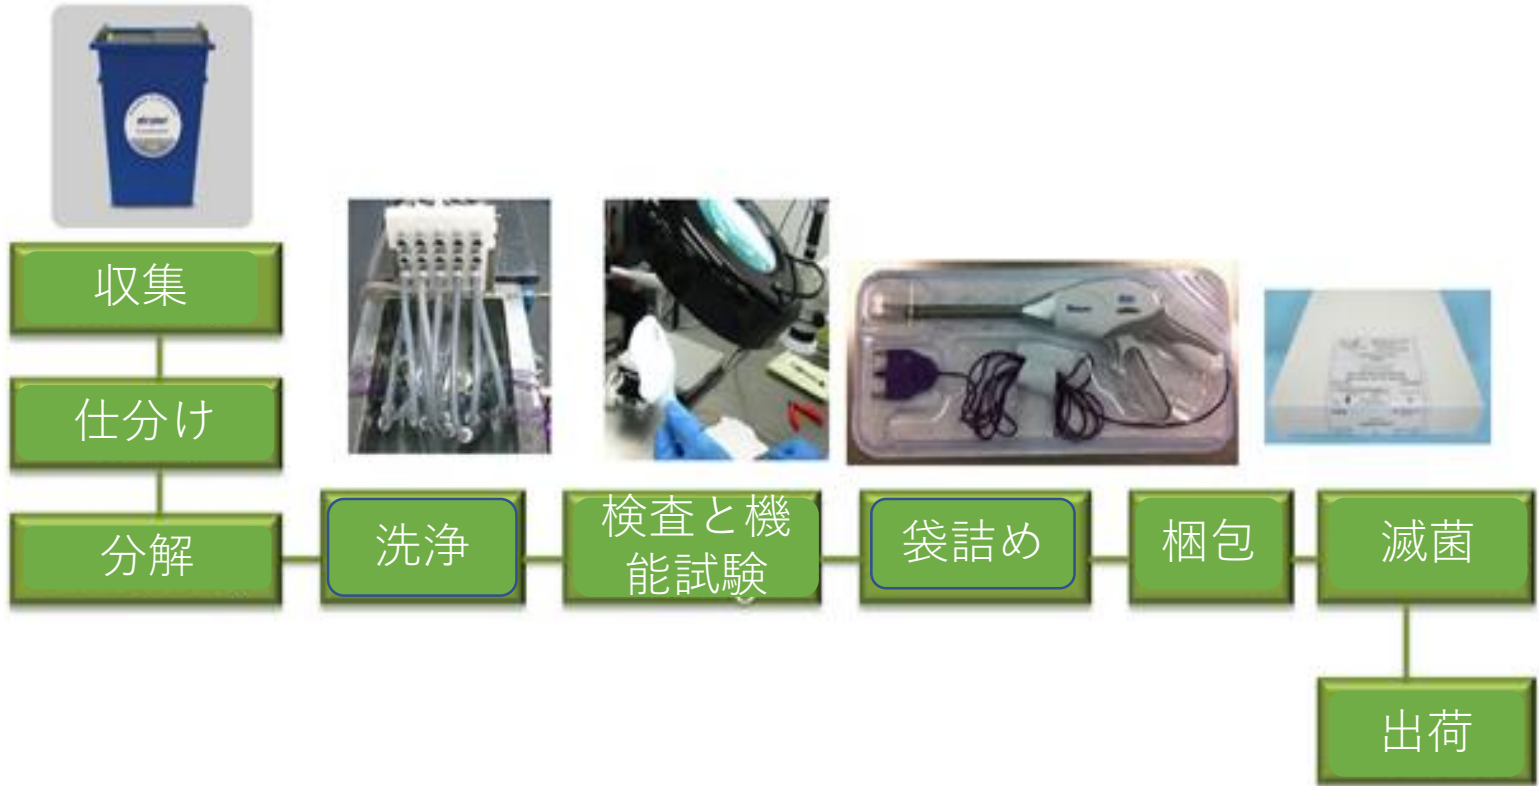 収集
仕分け
分解
洗浄
検査と機
能試験
袋詰め
梱包
滅菌
出荷